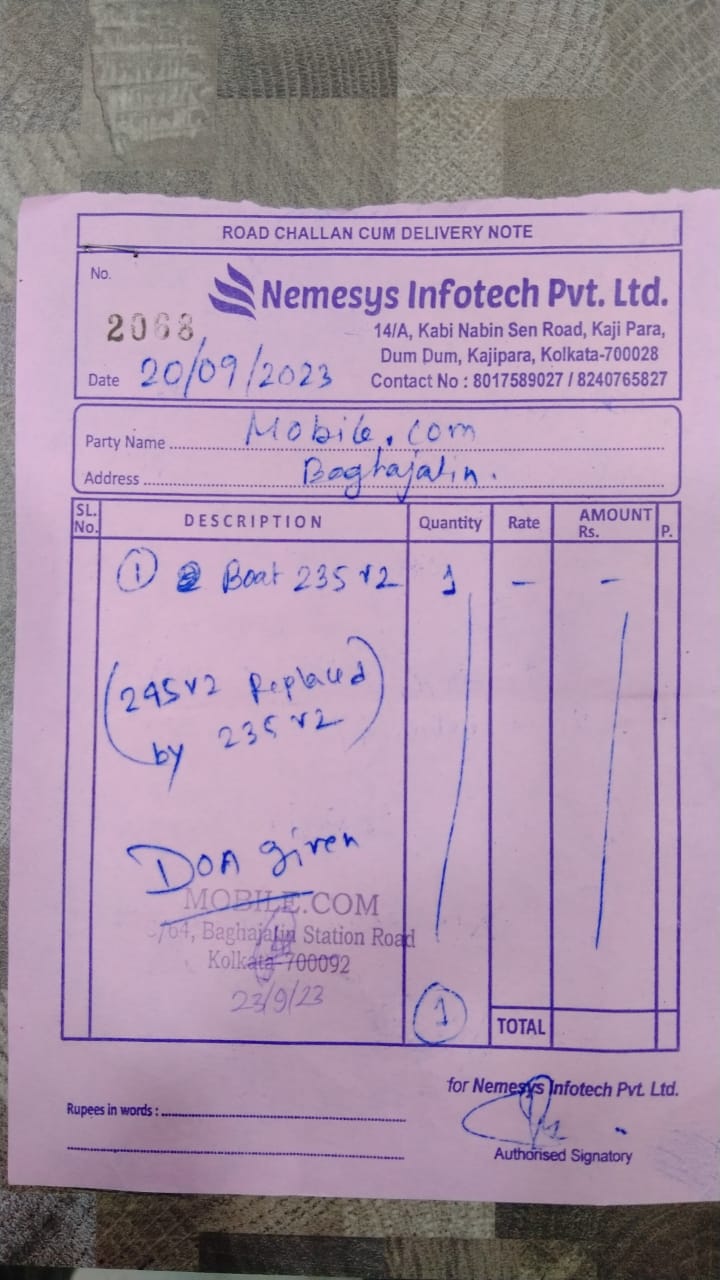 ROAD CHALLAN CUM DELIVERY NOTE
No.
2068
Nemesys Infotech Pvt. Ltd.
14/A, Kabi Nabin Sen Road, Kaji Para,
Dum Dum, Kajipara, Kolkata-700028
Contact No : 8017589027 / 8240765827
Date 20/09/2023
Party Name Mobile.com
Address Baghajatin.
SL. No. DESCRIPTION Quantity Rate AMOUNT Rs. P.
① Boat 235 v2 1 – –
(245 v2 Replaced
by 235 v2)
DOA given
MOBILE.COM
C/64, Baghajatin Station Road
Kolkata-700092
23/9/23
1
TOTAL
for Nemesys Infotech Pvt. Ltd.
Rupees in words :
Authorised Signatory